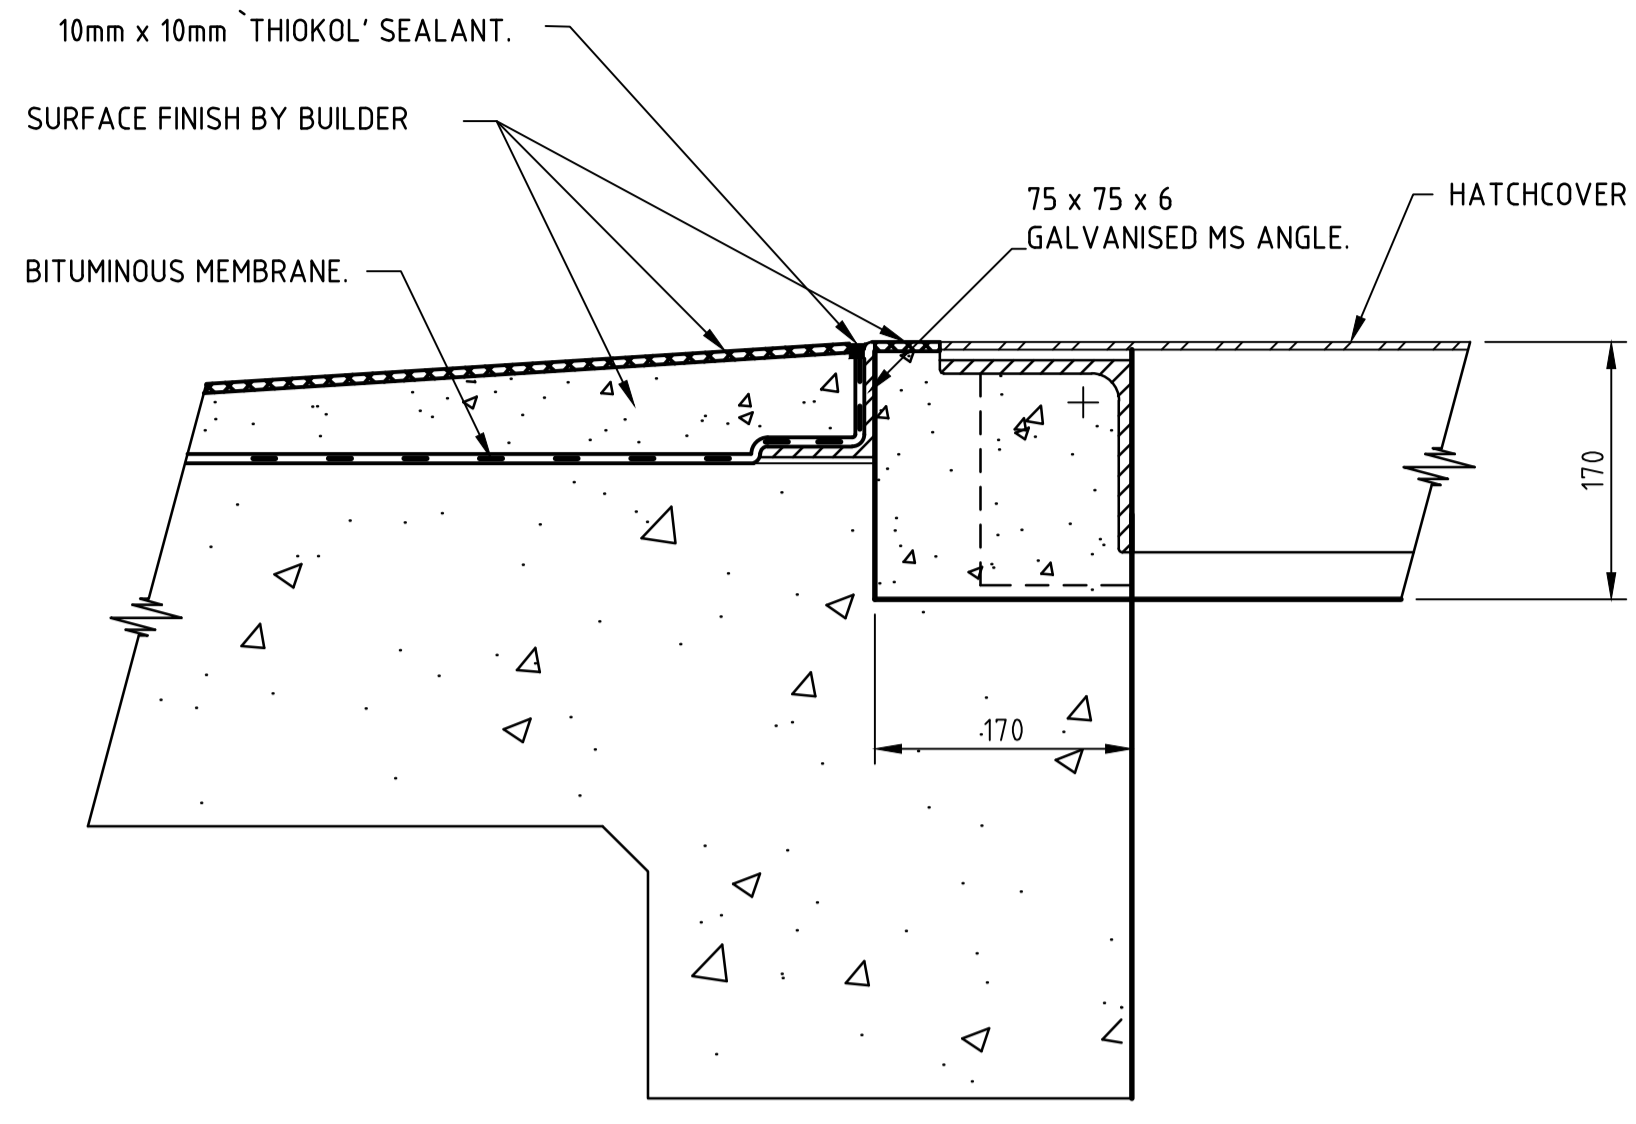 10mm x 10mm `THIOKOL' SEALANT.
SURFACE FINISH BY BUILDER
75 x 75 x 6
GALVANISED MS ANGLE.
HATCHCOVER
BITUMINOUS MEMBRANE.
170
170